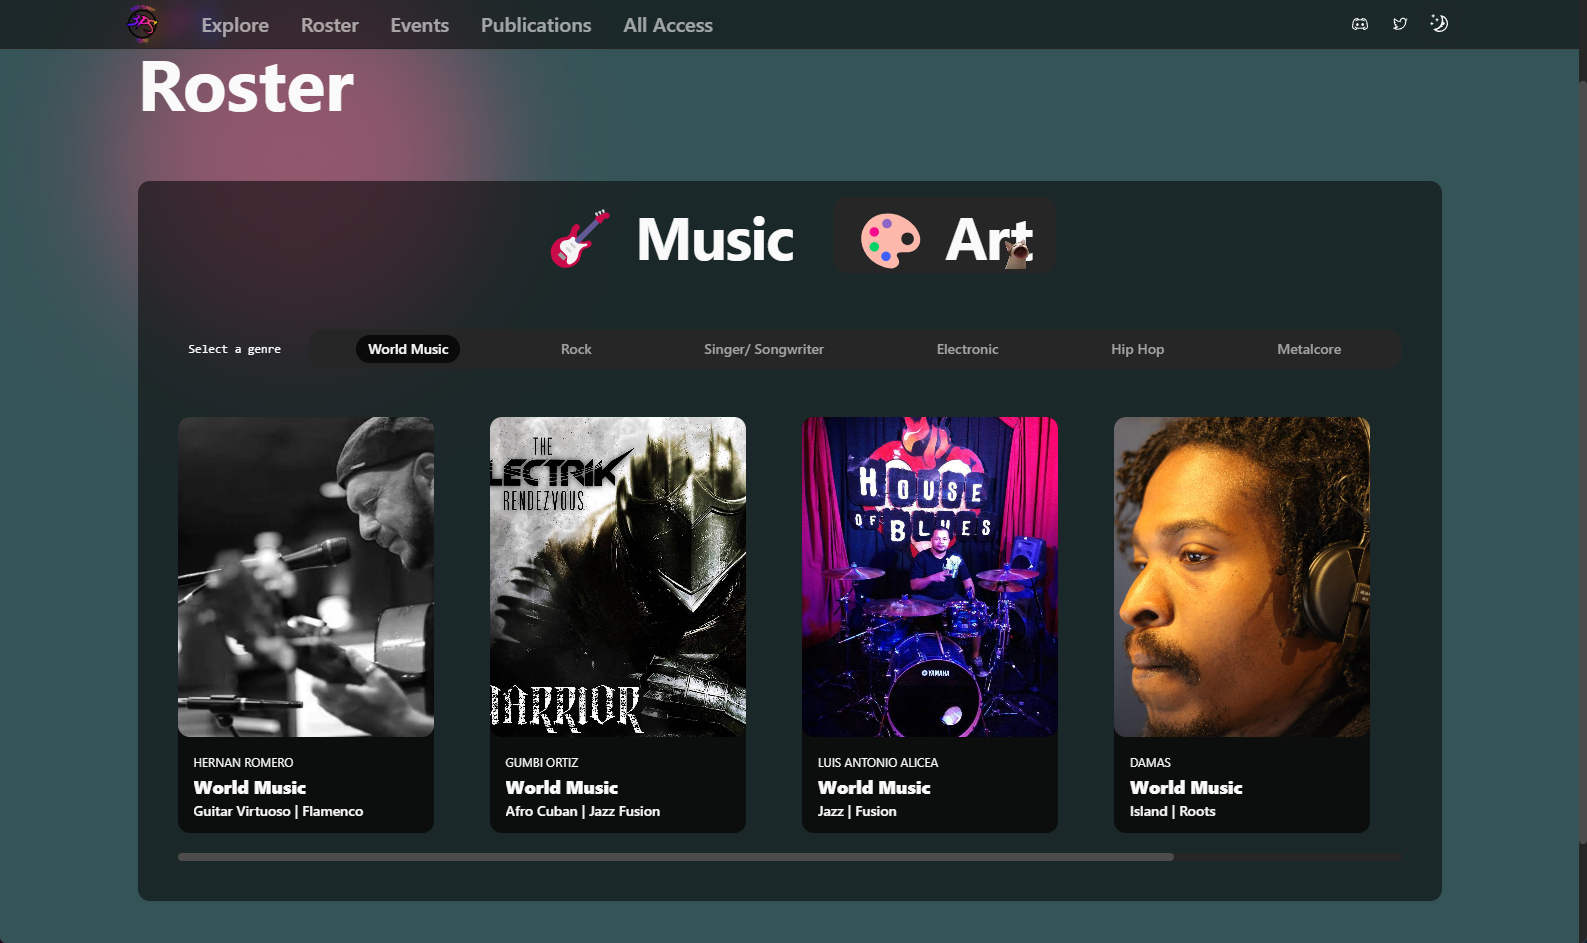 Explore Roster Events Publications All Access
Roster
Music Art
Select a genre World Music Rock Singer/ Songwriter Electronic Hip Hop Metalcore
THE
LECTRIK
RENDEZVOUS
WARRIOR
HOUSE
OF BLUES
YAMAHA
HERNAN ROMERO
World Music
Guitar Virtuoso | Flamenco
GUMBI ORTIZ
World Music
Afro Cuban | Jazz Fusion
LUIS ANTONIO ALICEA
World Music
Jazz | Fusion
DAMAS
World Music
Island | Roots